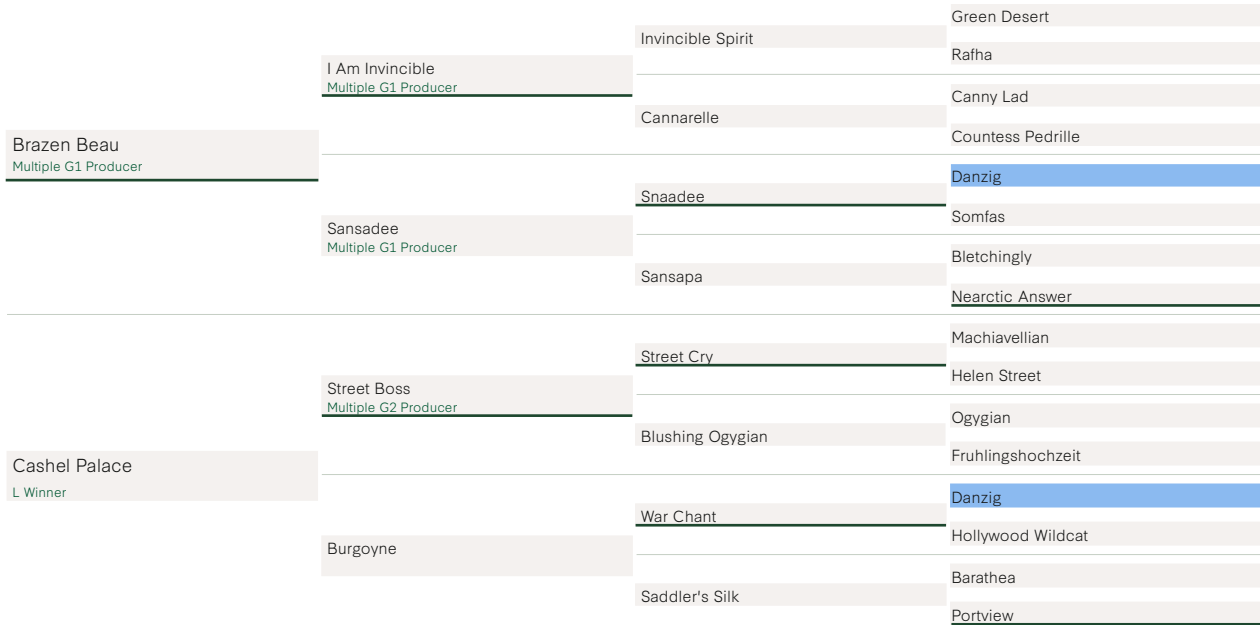 Green Desert
Invincible Spirit
Rafha
I Am Invincible
Multiple G1 Producer
Canny Lad
Cannarelle
Countess Pedrille
Brazen Beau
Multiple G1 Producer
Danzig
Snaadee
Somfas
Sansadee
Multiple G1 Producer
Bletchingly
Sansapa
Nearctic Answer
Machiavellian
Street Cry
Helen Street
Street Boss
Multiple G2 Producer
Ogygian
Blushing Ogygian
Fruhlingshochzeit
Cashel Palace
L Winner
Danzig
War Chant
Hollywood Wildcat
Burgoyne
Barathea
Saddler's Silk
Portview